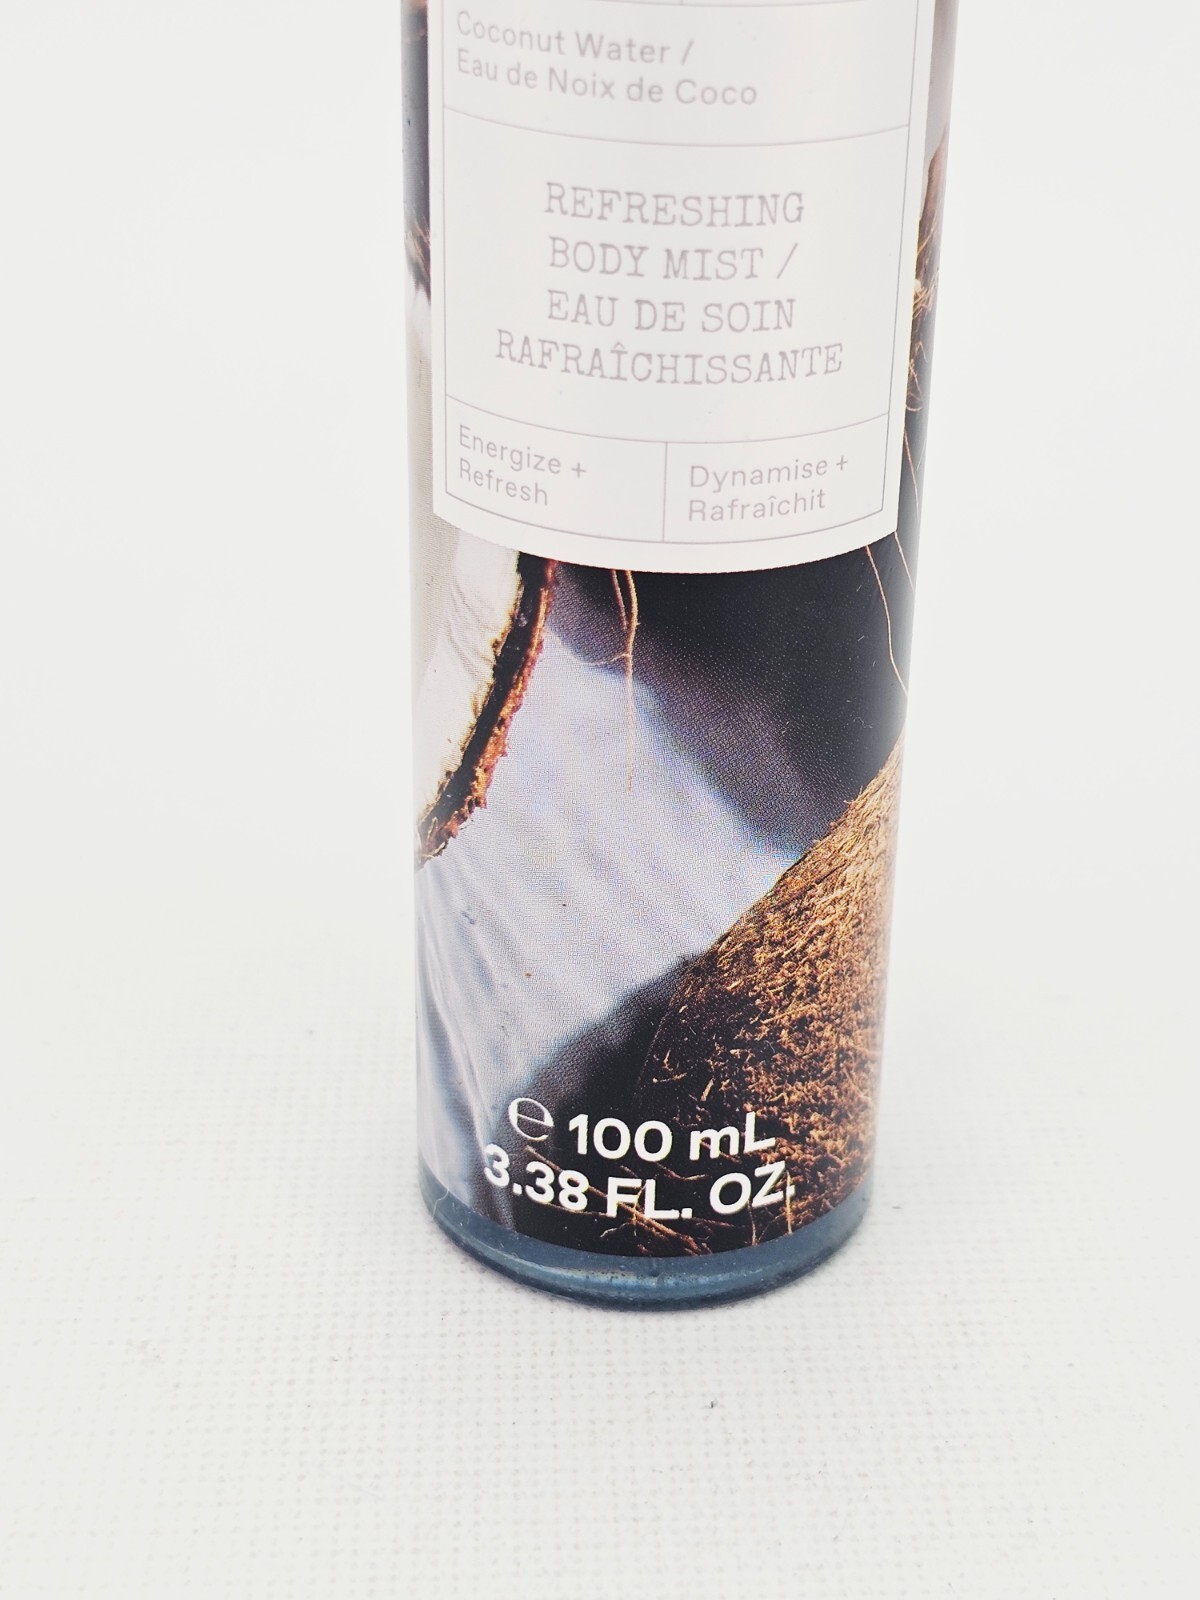 Coconut Water /
Eau de Noix de Coco
REFRESHING
BODY MIST /
EAU DE SOIN
RAFRAÎCHISSANTE
Energize +
Refresh
Dynamise +
Rafraîchit
℮ 100 mL
3.38 FL. OZ.